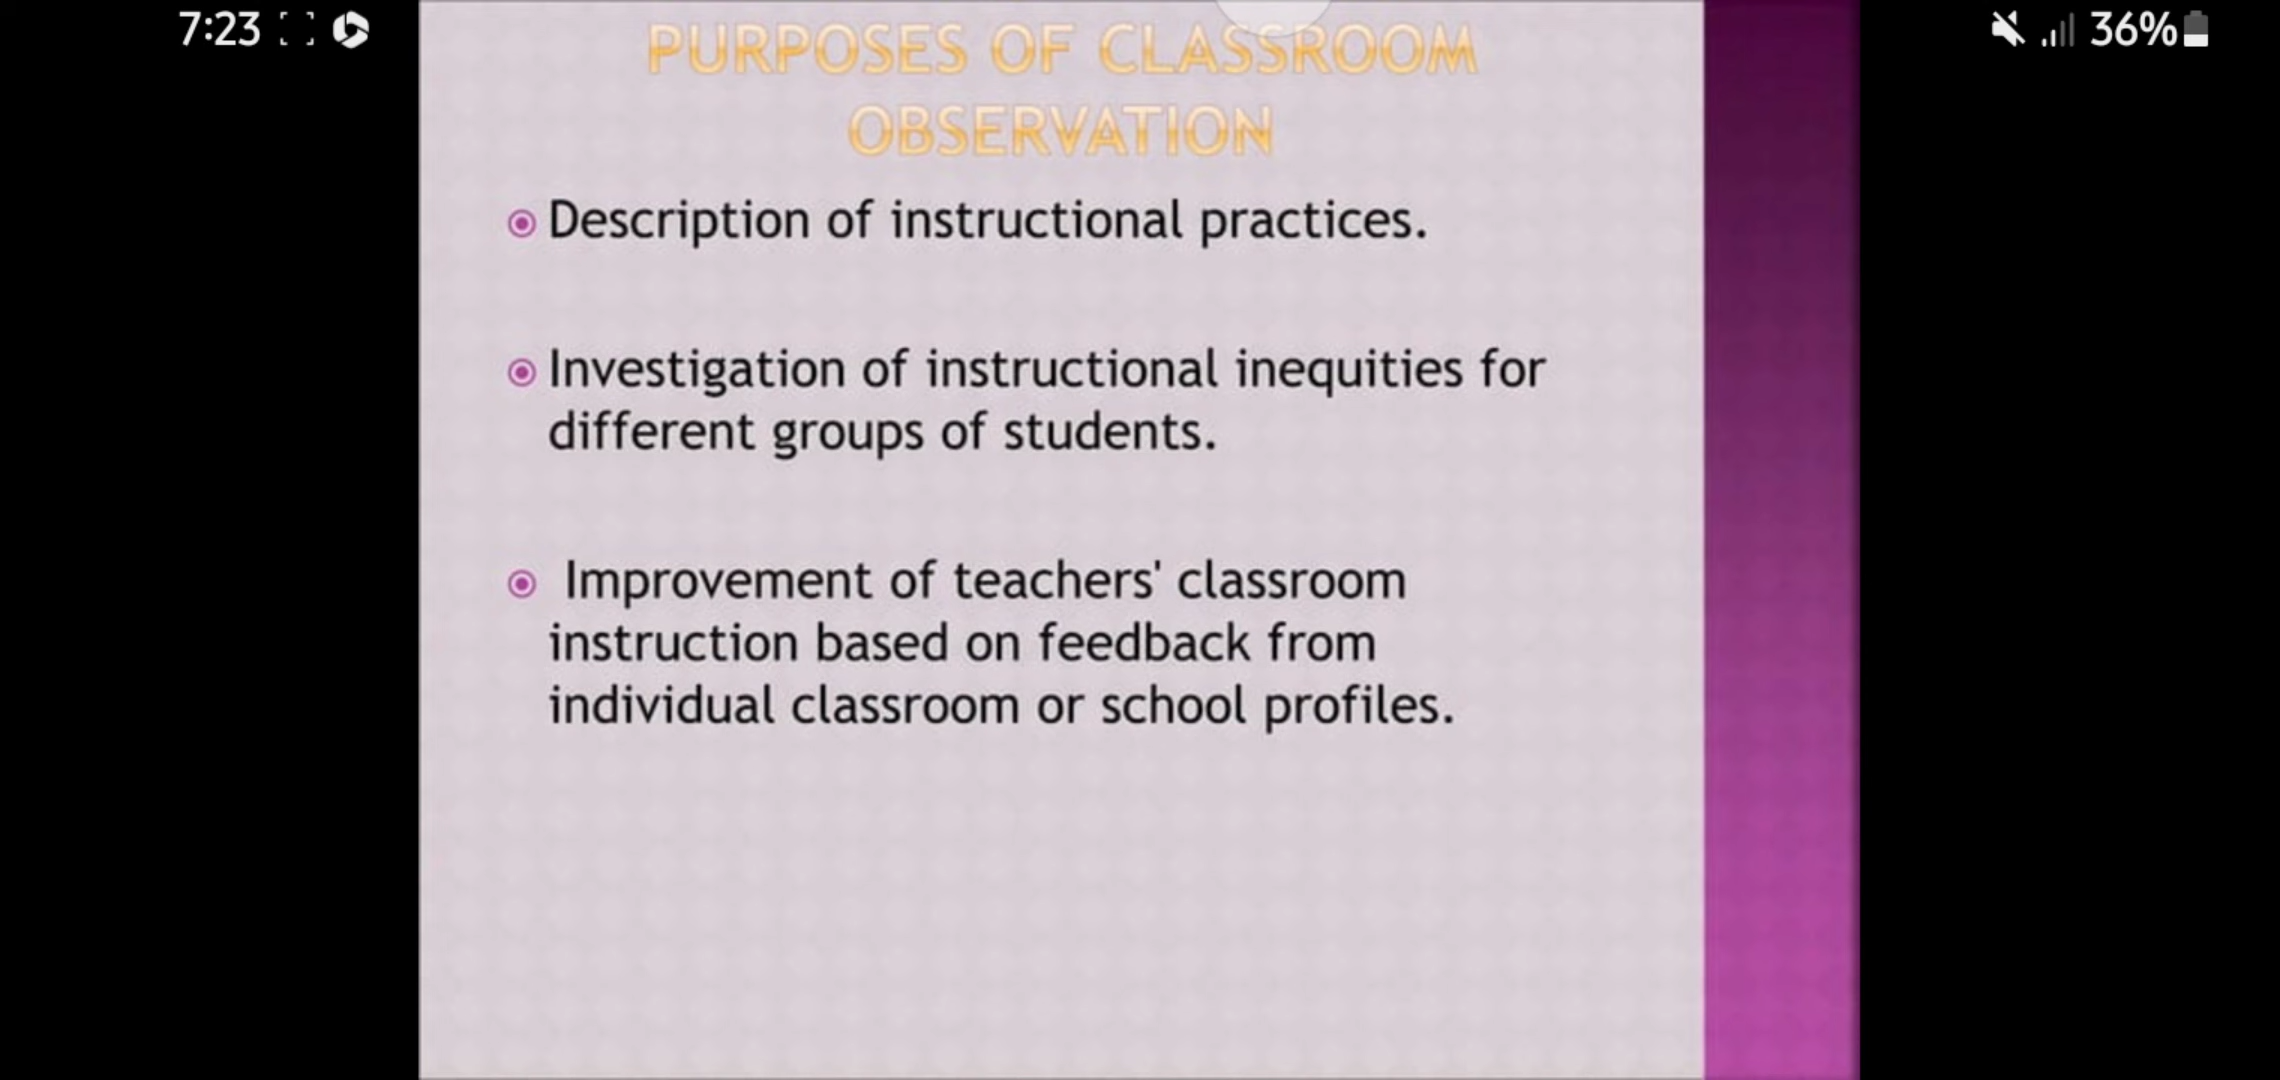 7:23
36%
PURPOSES OF CLASSROOM
OBSERVATION
Description of instructional practices.
Investigation of instructional inequities for
different groups of students.
Improvement of teachers' classroom
instruction based on feedback from
individual classroom or school profiles.